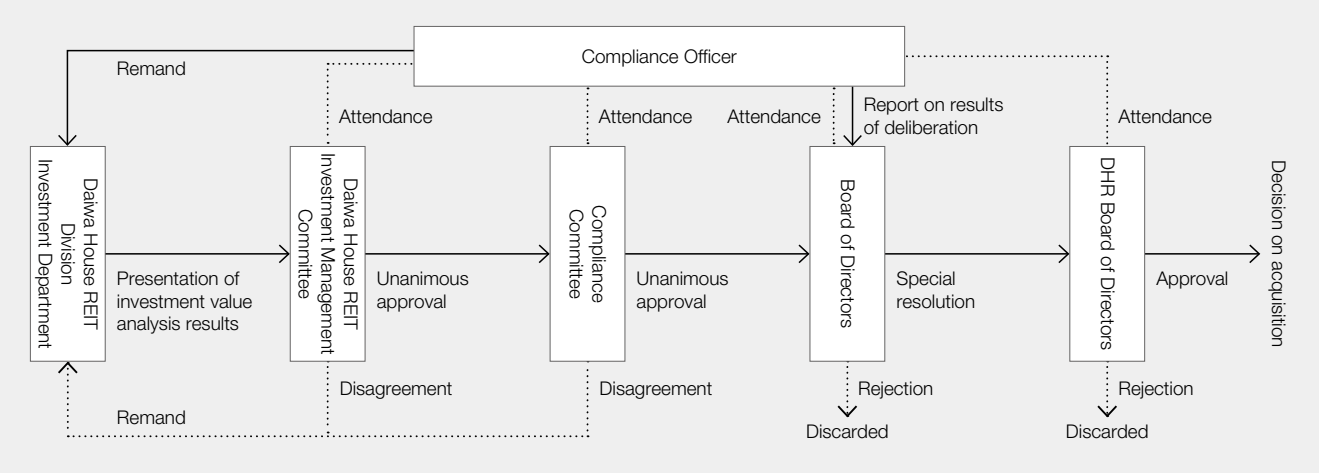 Compliance Officer
Remand
Attendance
Attendance
Attendance
Report on results
of deliberation
Attendance
Daiwa House REIT
Division
Investment Department
Presentation of
investment value
analysis results
Daiwa House REIT
Investment Management
Committee
Unanimous
approval
Compliance
Committee
Unanimous
approval
Board of Directors
Special
resolution
DHR Board of Directors
Approval
Decision on acquisition
Disagreement
Disagreement
Rejection
Rejection
Remand
Discarded
Discarded